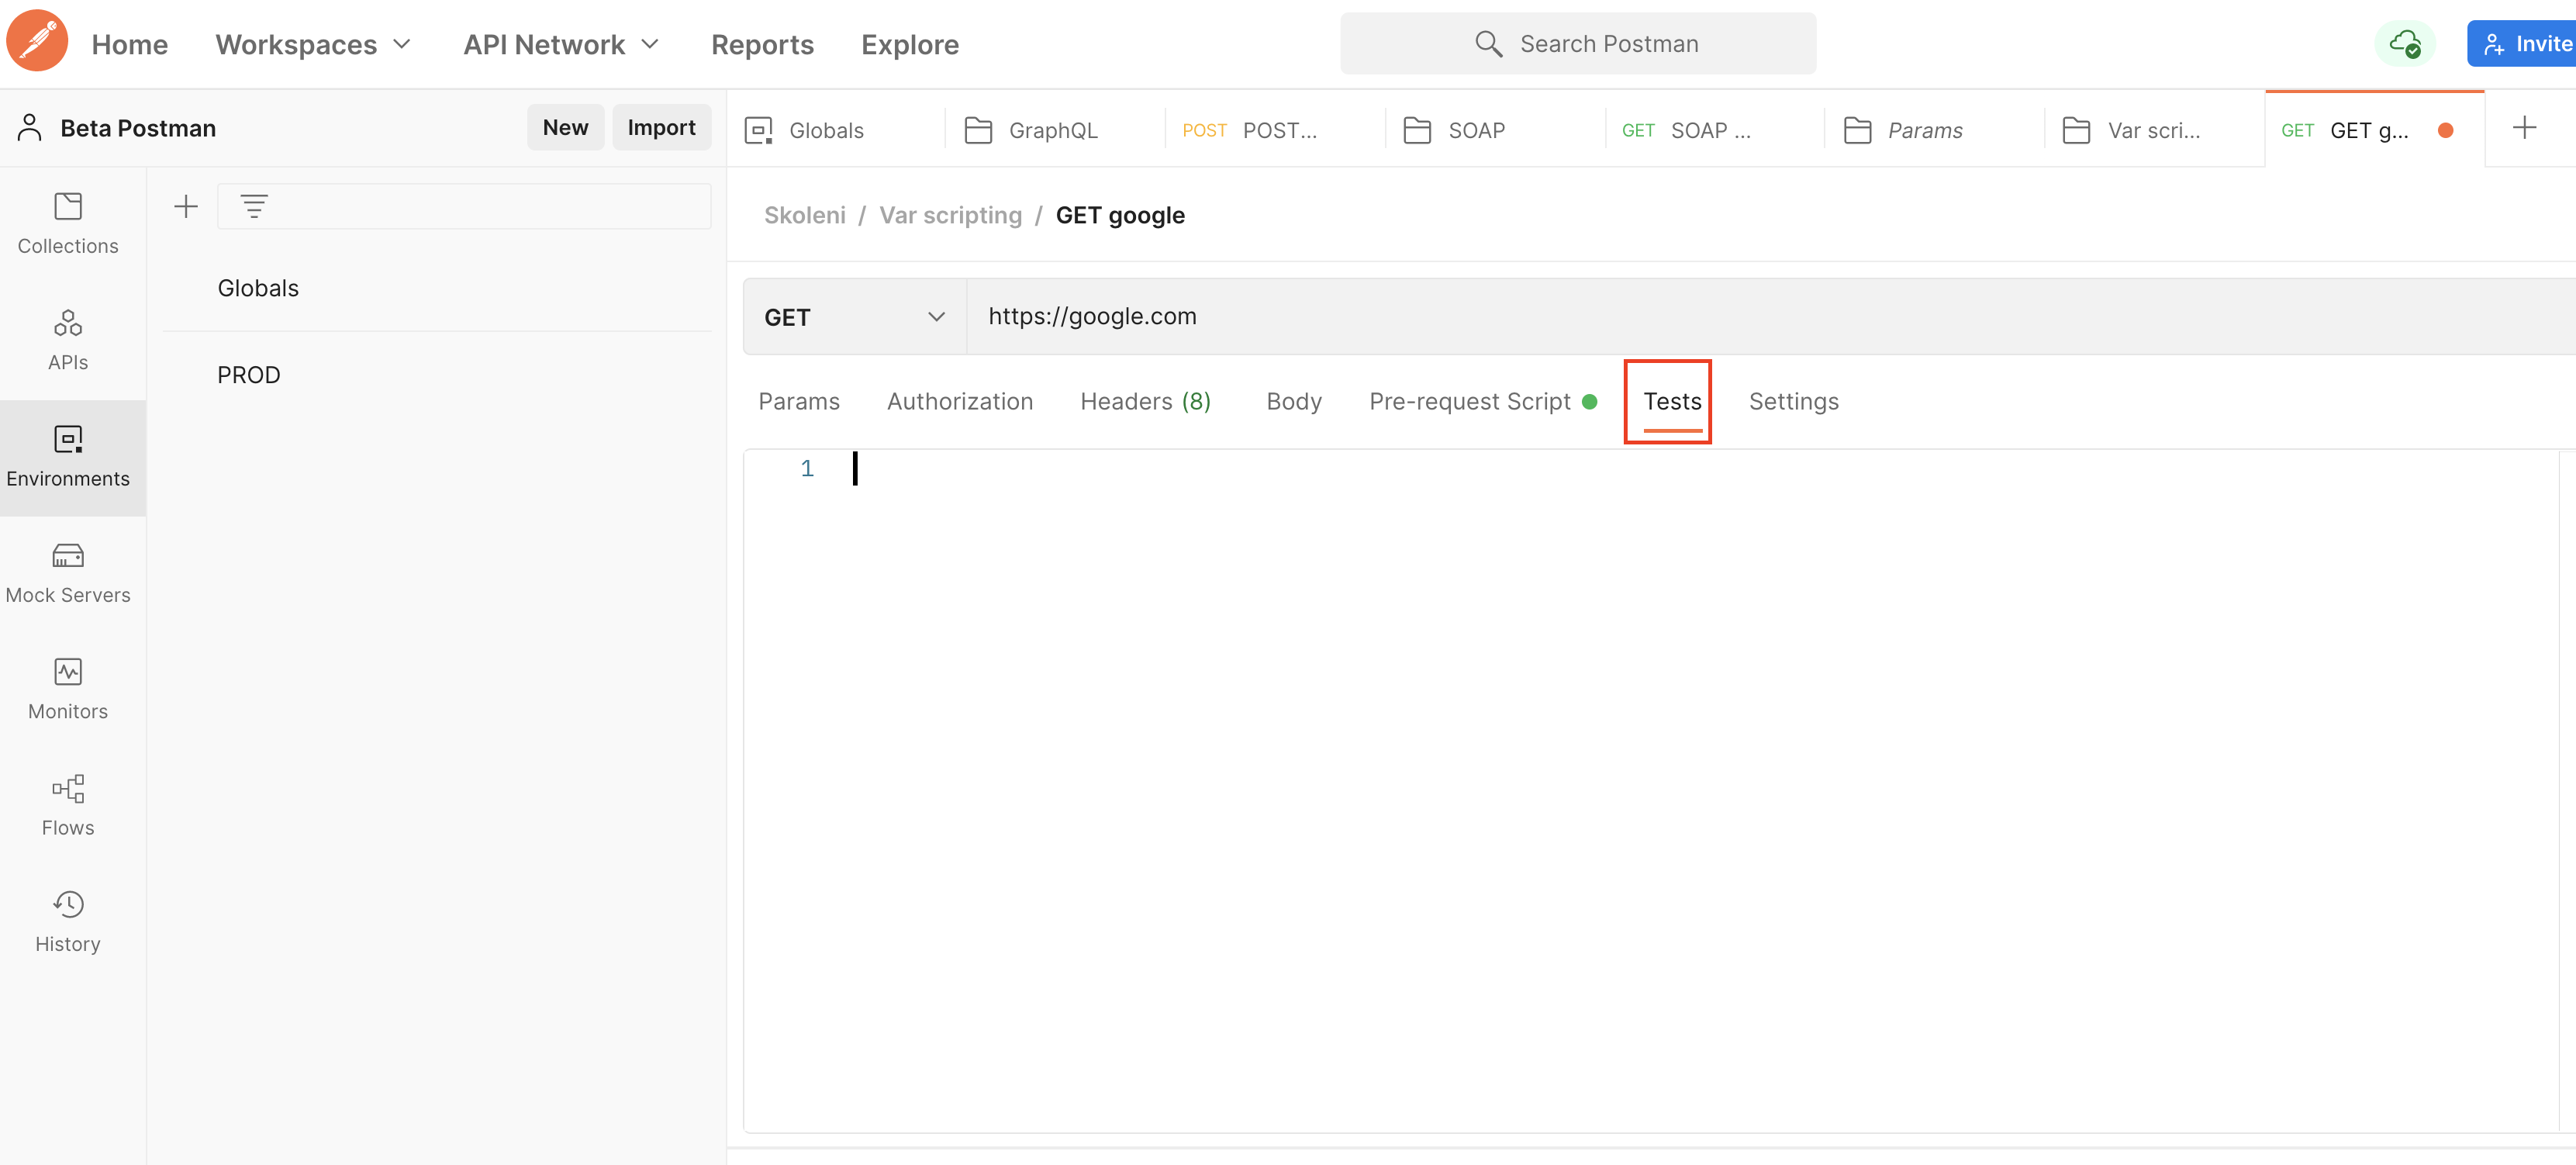 Home Workspaces API Network Reports Explore Search Postman Invite
Beta Postman New Import
Globals GraphQL POST POST... SOAP GET SOAP ... Params Var scri... GET GET g...
Collections
APIs
Environments
Mock Servers
Monitors
Flows
History
Globals
PROD
Skoleni / Var scripting / GET google
GET https://google.com
Params Authorization Headers (8) Body Pre-request Script Tests Settings
1